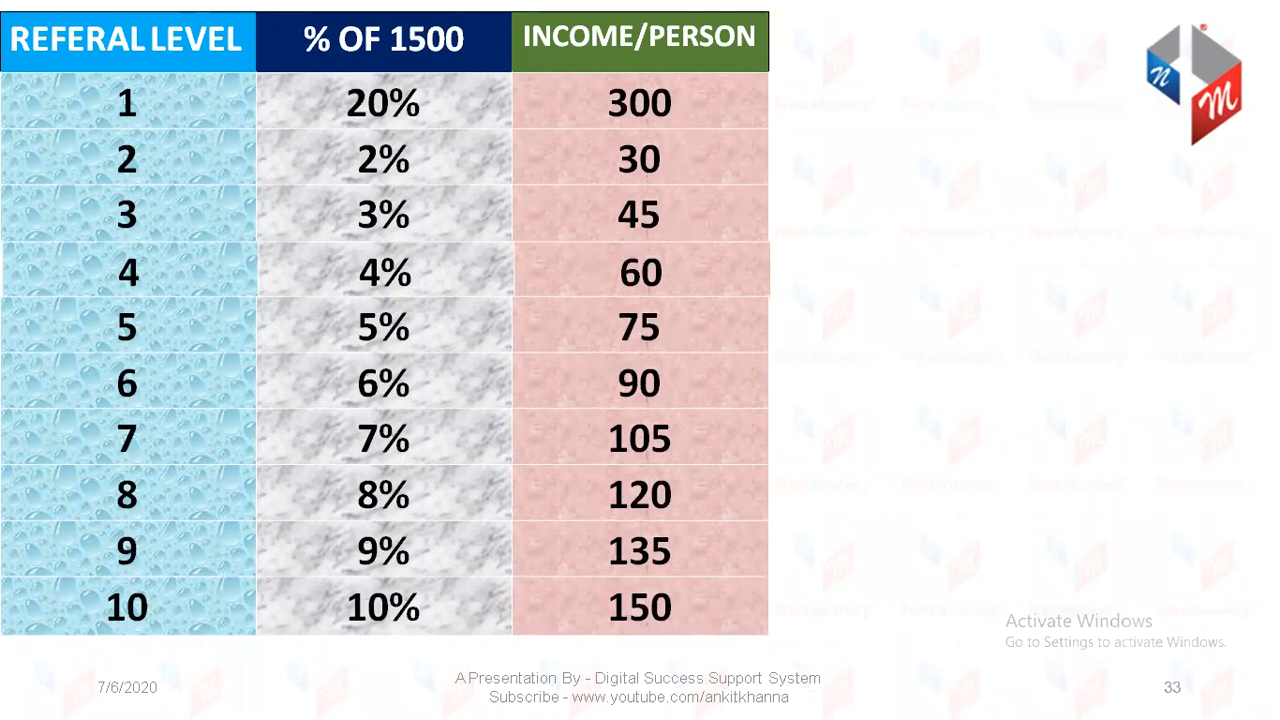 REFERAL LEVEL % OF 1500 INCOME/PERSON
1 20% 300
2 2% 30
3 3% 45
4 4% 60
5 5% 75
6 6% 90
7 7% 105
8 8% 120
9 9% 135
10 10% 150
n M
Activate Windows
Go to Settings to activate Windows.
7/6/2020
A Presentation By - Digital Success Support System
Subscribe - www.youtube.com/ankitkhanna
33